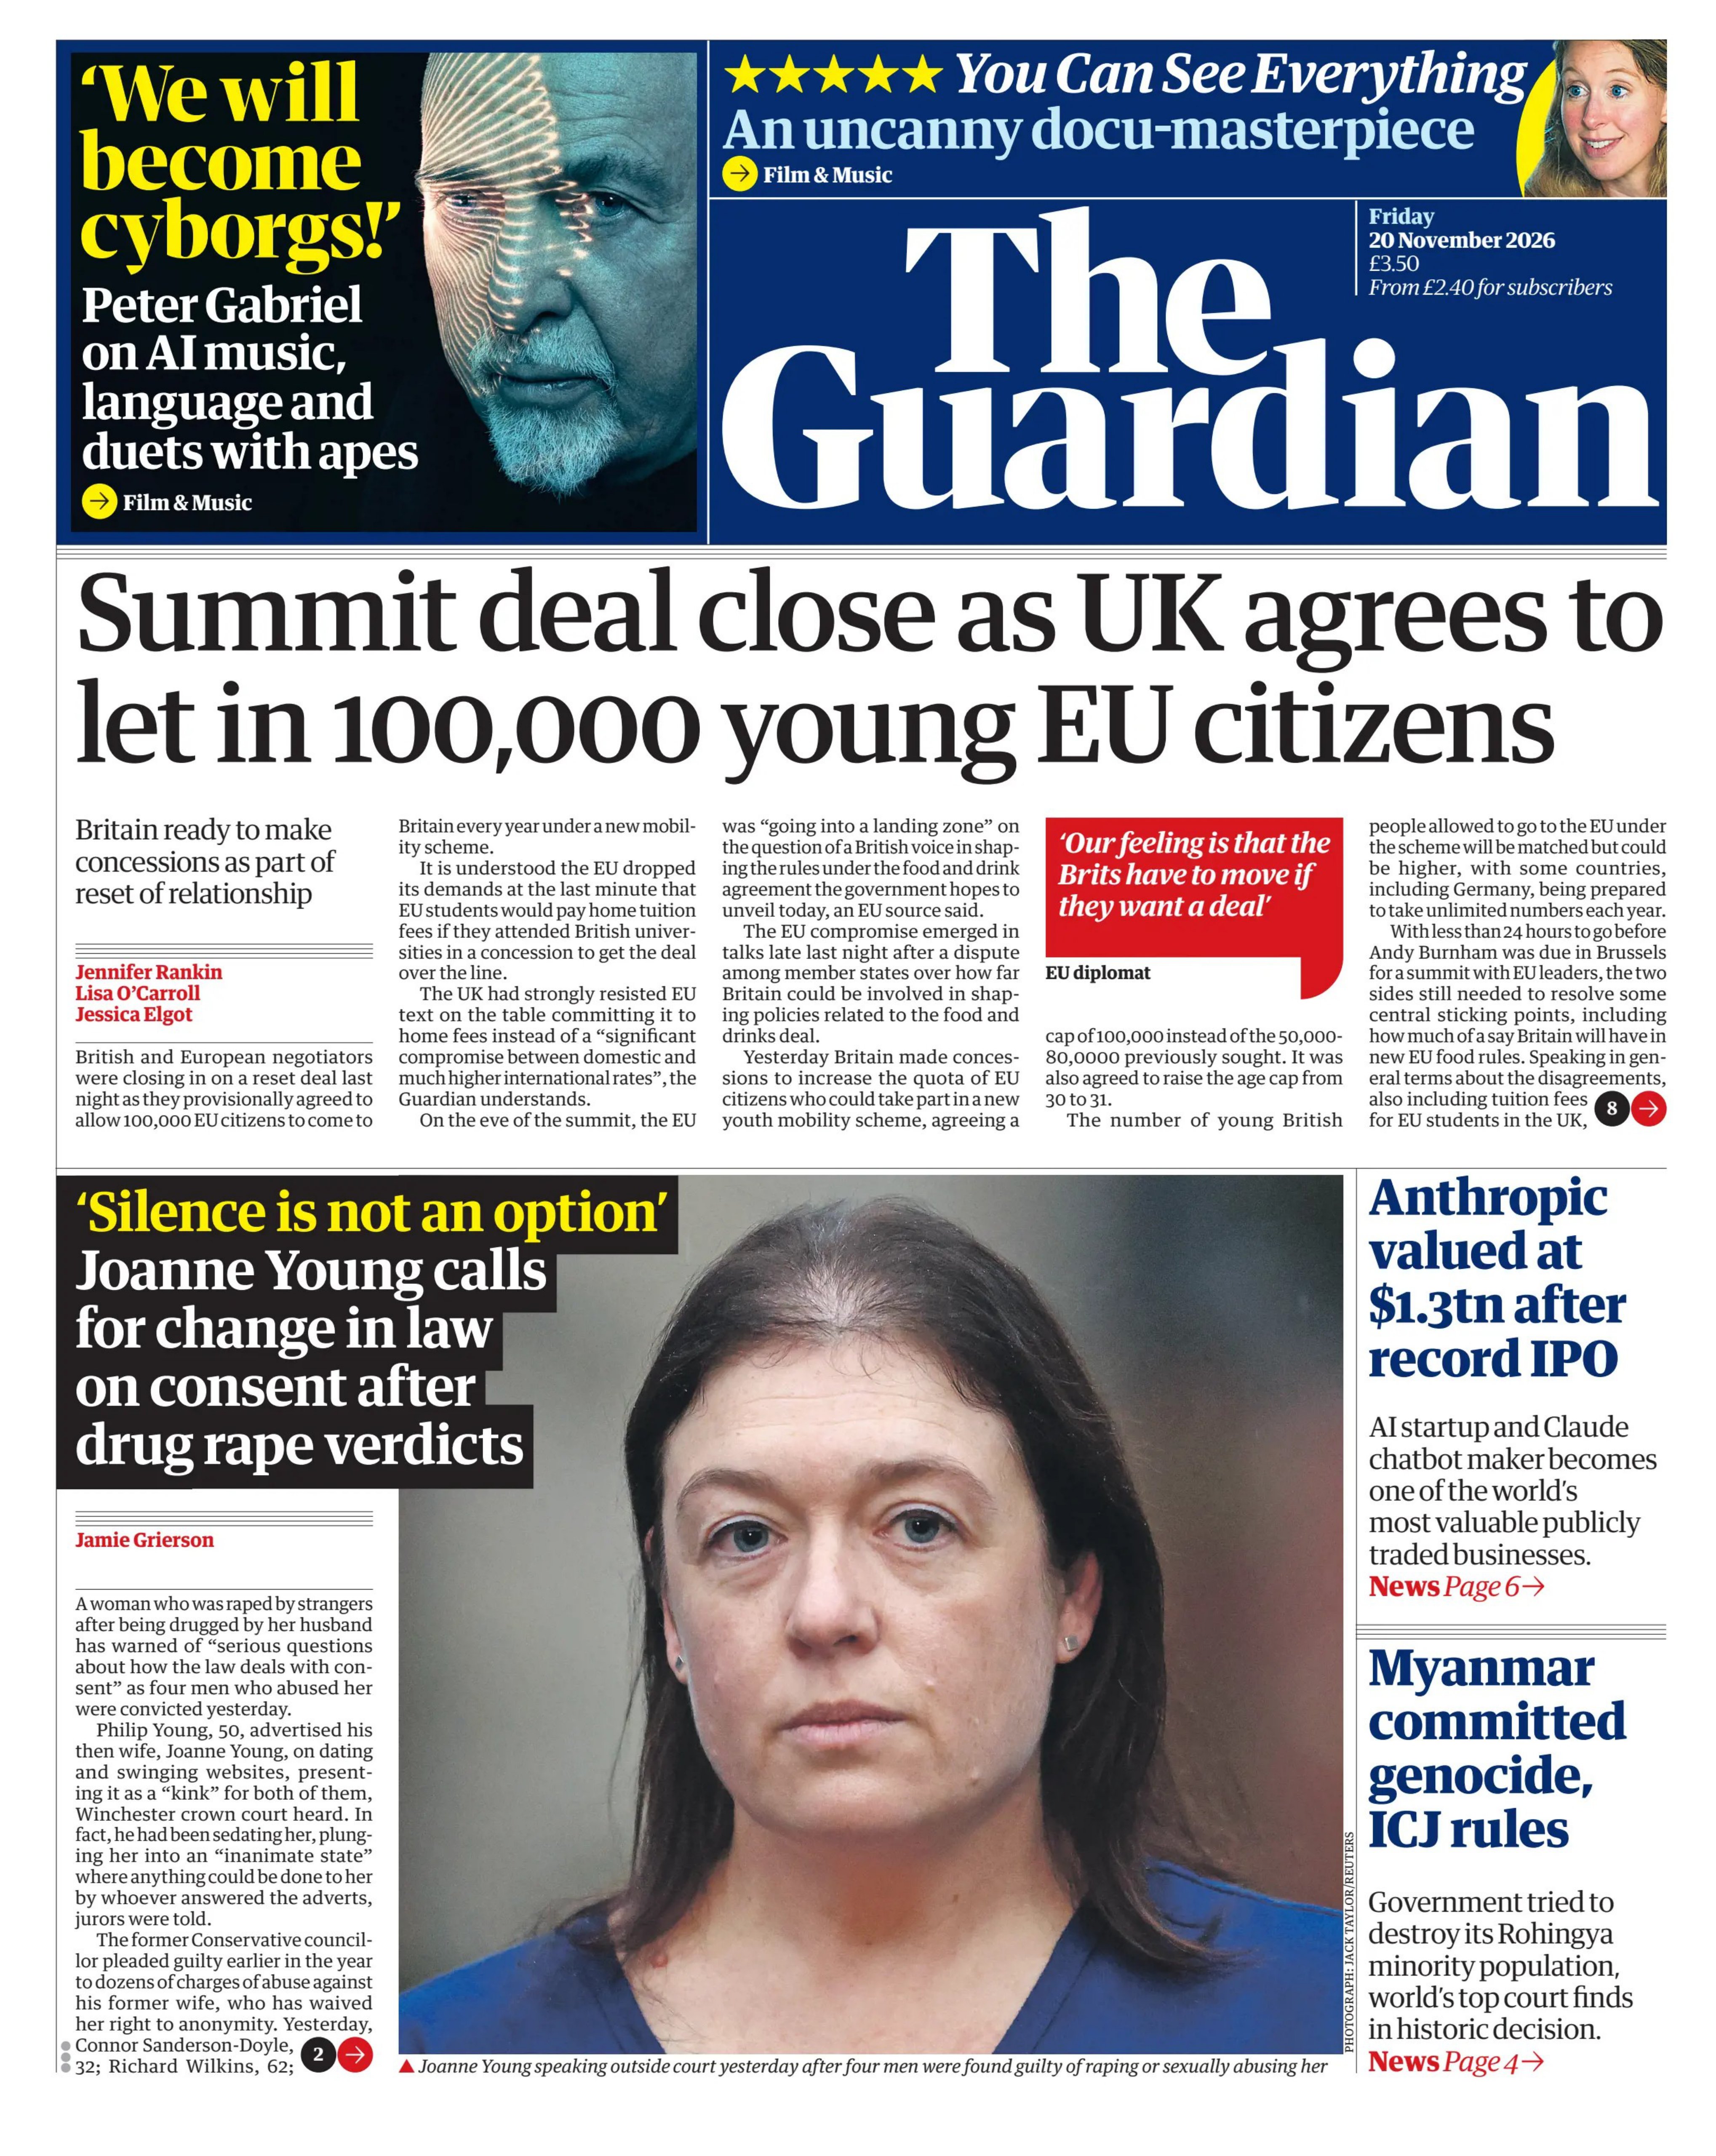 ‘We will
become
cyborgs!’
Peter Gabriel
on AI music,
language and
duets with apes
Film & Music
★★★★★ You Can See Everything
An uncanny docu-masterpiece
Film & Music
Friday
20 November 2026
£3.50
From £2.40 for subscribers
The
Guardian
Summit deal close as UK agrees to
let in 100,000 young EU citizens
Britain ready to make
concessions as part of
reset of relationship
Jennifer Rankin
Lisa O’Carroll
Jessica Elgot
British and European negotiators
were closing in on a reset deal last
night as they provisionally agreed to
allow 100,000 EU citizens to come to
Britain every year under a new mobil-
ity scheme.
It is understood the EU dropped
its demands at the last minute that
EU students would pay home tuition
fees if they attended British univer-
sities in a concession to get the deal
over the line.
The UK had strongly resisted EU
text on the table committing it to
home fees instead of a “significant
compromise between domestic and
much higher international rates”, the
Guardian understands.
On the eve of the summit, the EU
was “going into a landing zone” on
the question of a British voice in shap-
ing the rules under the food and drink
agreement the government hopes to
unveil today, an EU source said.
The EU compromise emerged in
talks late last night after a dispute
among member states over how far
Britain could be involved in shap-
ing policies related to the food and
drinks deal.
Yesterday Britain made conces-
sions to increase the quota of EU
citizens who could take part in a new
youth mobility scheme, agreeing a
‘Our feeling is that the
Brits have to move if
they want a deal’
EU diplomat
cap of 100,000 instead of the 50,000-
80,0000 previously sought. It was
also agreed to raise the age cap from
30 to 31.
The number of young British
people allowed to go to the EU under
the scheme will be matched but could
be higher, with some countries,
including Germany, being prepared
to take unlimited numbers each year.
With less than 24 hours to go before
Andy Burnham was due in Brussels
for a summit with EU leaders, the two
sides still needed to resolve some
central sticking points, including
how much of a say Britain will have in
new EU food rules. Speaking in gen-
eral terms about the disagreements,
also including tuition fees
for EU students in the UK,
8
‘Silence is not an option’
Joanne Young calls
for change in law
on consent after
drug rape verdicts
Jamie Grierson
A woman who was raped by strangers
after being drugged by her husband
has warned of “serious questions
about how the law deals with con-
sent” as four men who abused her
were convicted yesterday.
Philip Young, 50, advertised his
then wife, Joanne Young, on dating
and swinging websites, present-
ing it as a “kink” for both of them,
Winchester crown court heard. In
fact, he had been sedating her, plung-
ing her into an “inanimate state”
where anything could be done to her
by whoever answered the adverts,
jurors were told.
The former Conservative council-
lor pleaded guilty earlier in the year
to dozens of charges of abuse against
his former wife, who has waived
her right to anonymity. Yesterday,
Connor Sanderson-Doyle,
32; Richard Wilkins, 62;
2
▲ Joanne Young speaking outside court yesterday after four men were found guilty of raping or sexually abusing her
PHOTOGRAPH: JACK TAYLOR/REUTERS
Anthropic
valued at
$1.3tn after
record IPO
AI startup and Claude
chatbot maker becomes
one of the world’s
most valuable publicly
traded businesses.
News Page 6→
Myanmar
committed
genocide,
ICJ rules
Government tried to
destroy its Rohingya
minority population,
world’s top court finds
in historic decision.
News Page 4→